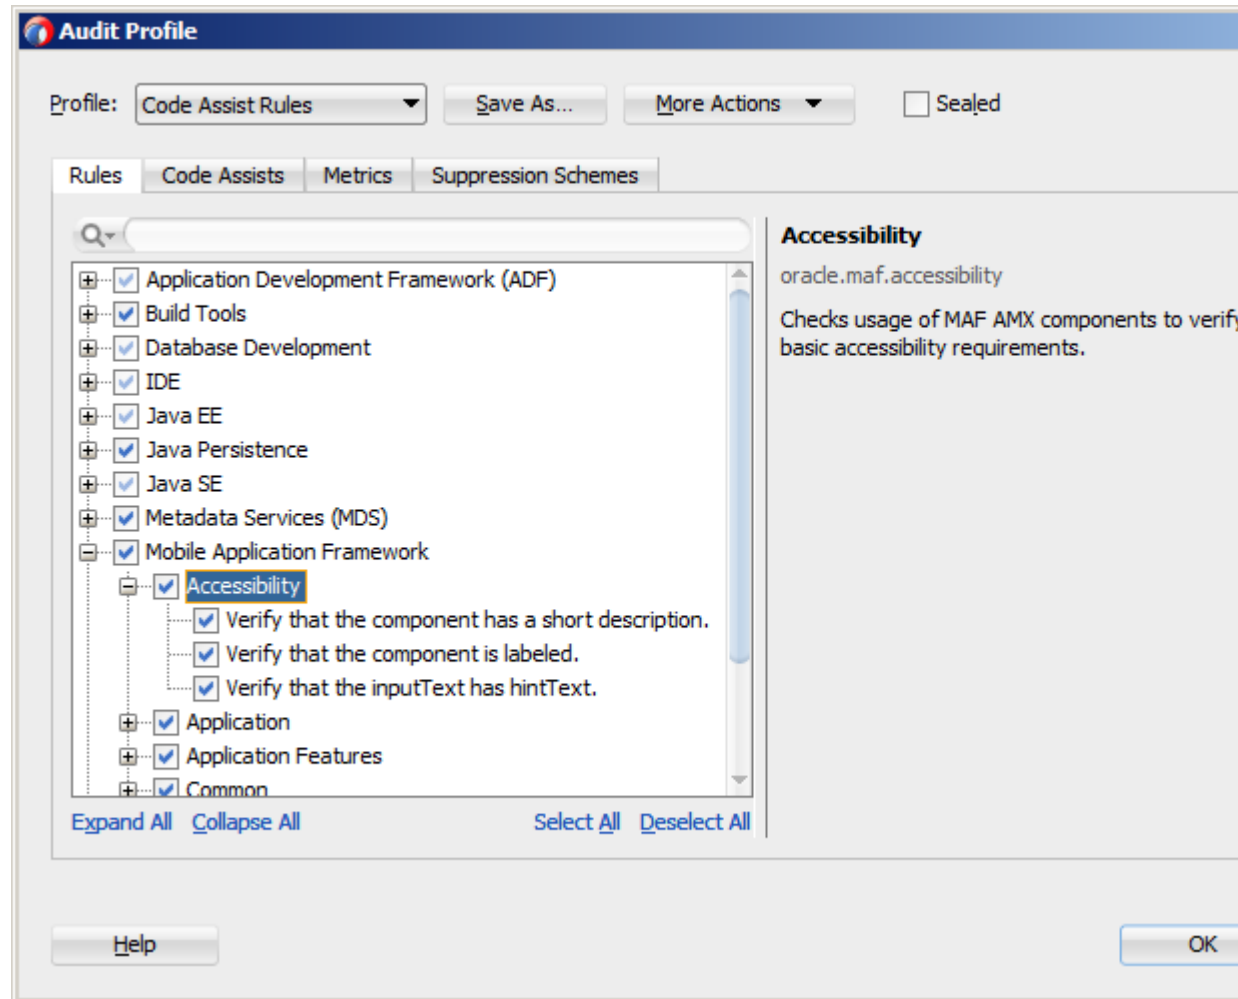 Audit Profile
Profile: Code Assist Rules Save As... More Actions Sealed
Rules Code Assists Metrics Suppression Schemes
Application Development Framework (ADF)
Build Tools
Database Development
IDE
Java EE
Java Persistence
Java SE
Metadata Services (MDS)
Mobile Application Framework
Accessibility
Verify that the component has a short description.
Verify that the component is labeled.
Verify that the inputText has hintText.
Application
Application Features
Common
Expand All Collapse All Select All Deselect All
Accessibility
oracle.maf.accessibility
Checks usage of MAF AMX components to verify
basic accessibility requirements.
Help OK